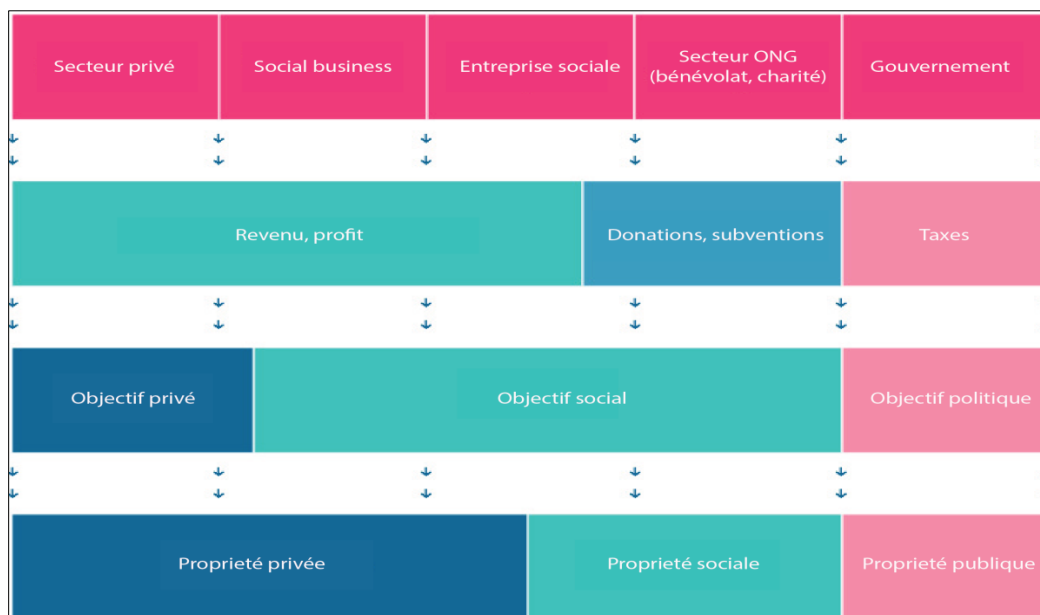 Secteur privé
Social business
Entreprise sociale
Secteur ONG
(bénévolat, charité)
Gouvernement
Revenu, profit
Donations, subventions
Taxes
Objectif privé
Objectif social
Objectif politique
Proprieté privée
Proprieté sociale
Proprieté publique